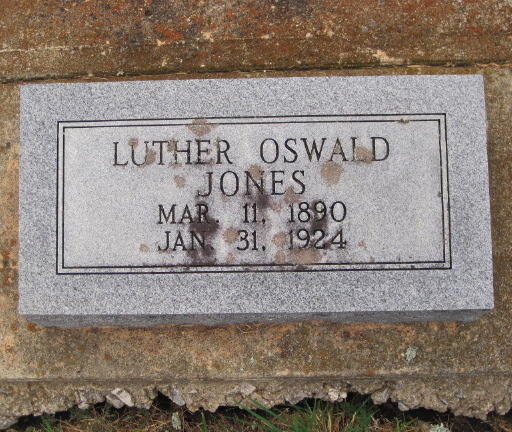 LUTHER OSWALD
JONES
MAR. 11, 1890
JAN. 31, 1924